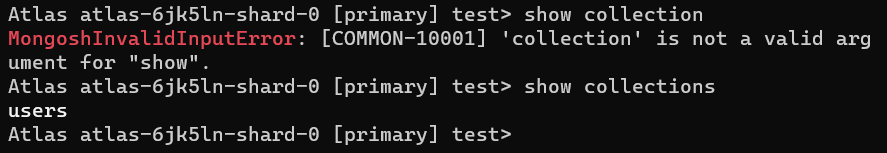 Atlas atlas-6jk5ln-shard-0 [primary] test> show collection
MongoshInvalidInputError: [COMMON-10001] 'collection' is not a valid arg
ument for "show".
Atlas atlas-6jk5ln-shard-0 [primary] test> show collections
users
Atlas atlas-6jk5ln-shard-0 [primary] test>